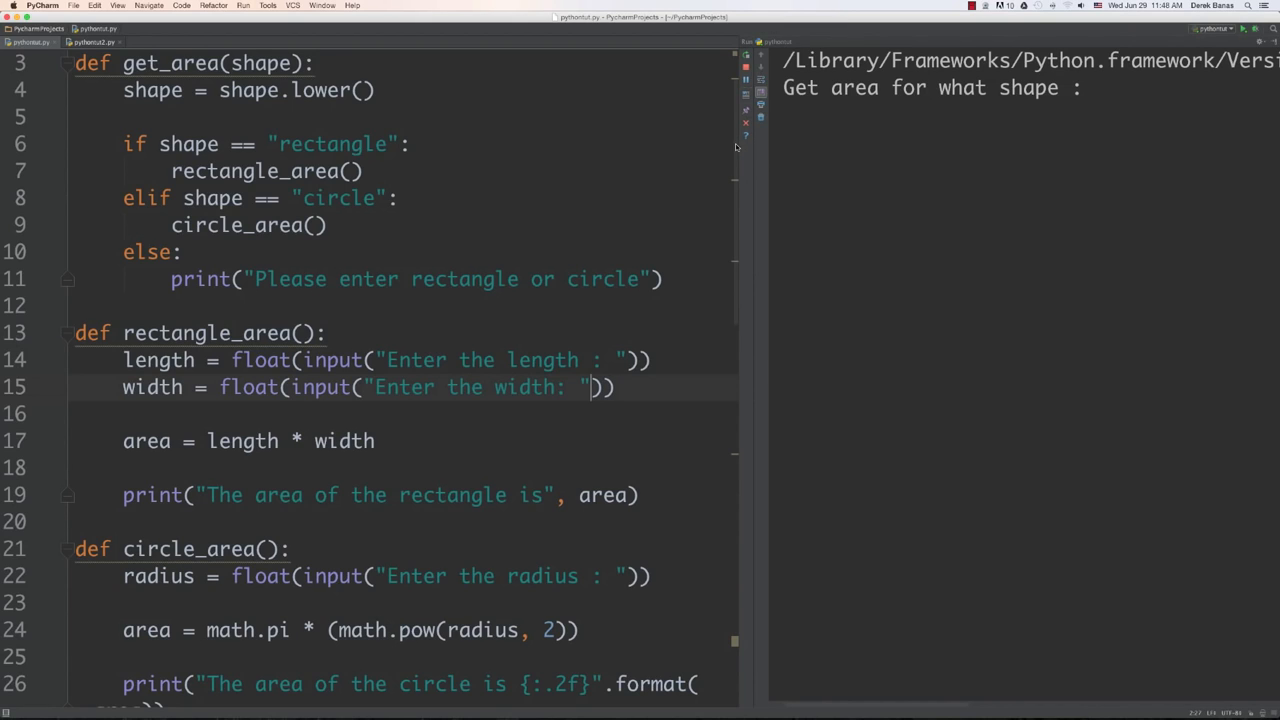 PyCharm File Edit View Navigate Code Refactor Run Tools VCS Window Help
10 Wed Jun 29 11:48 AM Derek Banas
pythontut.py - PycharmProjects - [~/PycharmProjects]
PycharmProjects pythontut.py pythontut
pythontut.py pythontut2.py
Run pythontut
3 def get_area(shape):
4 shape = shape.lower()
5
6 if shape == "rectangle":
7 rectangle_area()
8 elif shape == "circle":
9 circle_area()
10 else:
11 print("Please enter rectangle or circle")
12
13 def rectangle_area():
14 length = float(input("Enter the length : "))
15 width = float(input("Enter the width: "))
16
17 area = length * width
18
19 print("The area of the rectangle is", area)
20
21 def circle_area():
22 radius = float(input("Enter the radius : "))
23
24 area = math.pi * (math.pow(radius, 2))
25
26 print("The area of the circle is {:.2f}".format(
/Library/Frameworks/Python.framework/Versi
Get area for what shape :
2:27 LF UTF-8